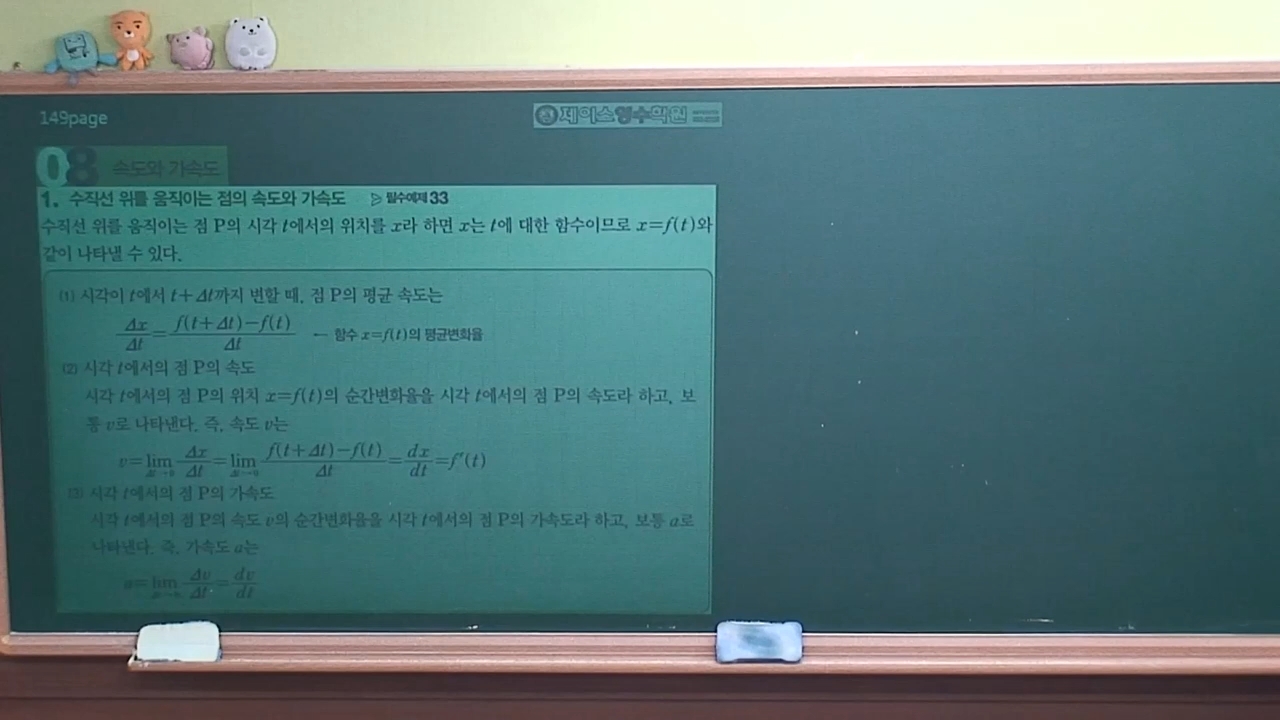 149page
제이스영수학원
08 속도와 가속도
1. 수직선 위를 움직이는 점의 속도와 가속도 ▷ 필수예제 33
수직선 위를 움직이는 점 P의 시각 t에서의 위치를 x라 하면 x는 t에 대한 함수이므로 x=f(t)와
같이 나타낼 수 있다.
(1) 시각이 t에서 t+Δt까지 변할 때, 점 P의 평균 속도는
Δx/Δt = (f(t+Δt)-f(t))/Δt ← 함수 x=f(t)의 평균변화율
(2) 시각 t에서의 점 P의 속도
시각 t에서의 점 P의 위치 x=f(t)의 순간변화율을 시각 t에서의 점 P의 속도라 하고, 보
통 v로 나타낸다. 즉, 속도 v는
v = lim Δt→0 Δx/Δt = lim Δt→0 (f(t+Δt)-f(t))/Δt = dx/dt = f′(t)
(3) 시각 t에서의 점 P의 가속도
시각 t에서의 점 P의 속도 v의 순간변화율을 시각 t에서의 점 P의 가속도라 하고, 보통 a로
나타낸다. 즉, 가속도 a는
a = lim Δt→0 Δv/Δt = dv/dt